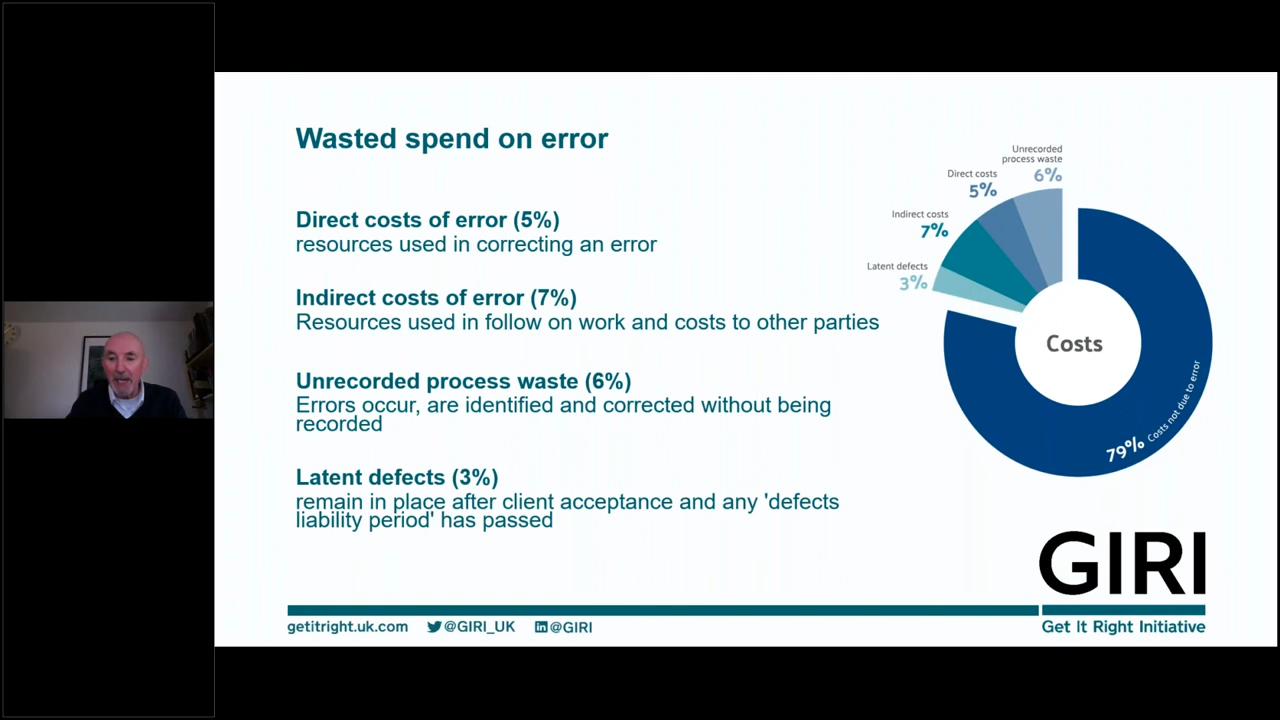 Wasted spend on error
Direct costs of error (5%)
resources used in correcting an error
Indirect costs of error (7%)
Resources used in follow on work and costs to other parties
Unrecorded process waste (6%)
Errors occur, are identified and corrected without being
recorded
Latent defects (3%)
remain in place after client acceptance and any 'defects
liability period' has passed
Unrecorded
process waste
6%
Direct costs
5%
Indirect costs
7%
Latent defects
3%
Costs
79% Costs not due to error
GIRI
Get It Right Initiative
getitright.uk.com @GIRI_UK in @GIRI